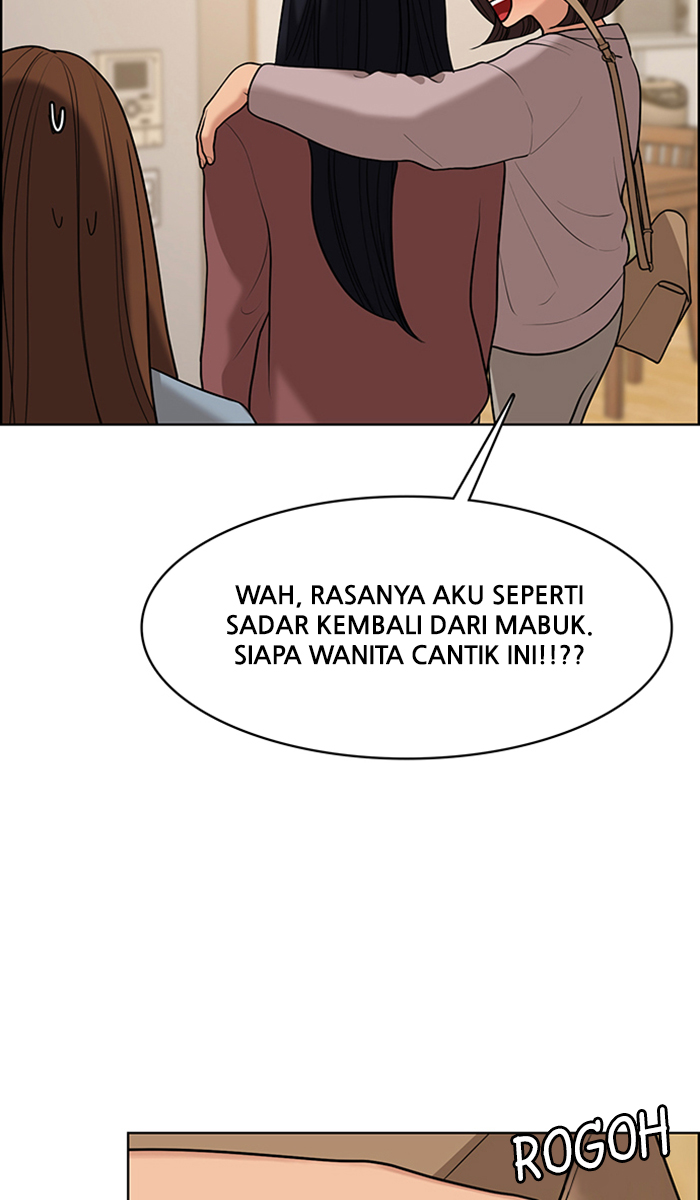 WAH, RASANYA AKU SEPERTI
SADAR KEMBALI DARI MABUK.
SIAPA WANITA CANTIK INI!!??
ROGOH